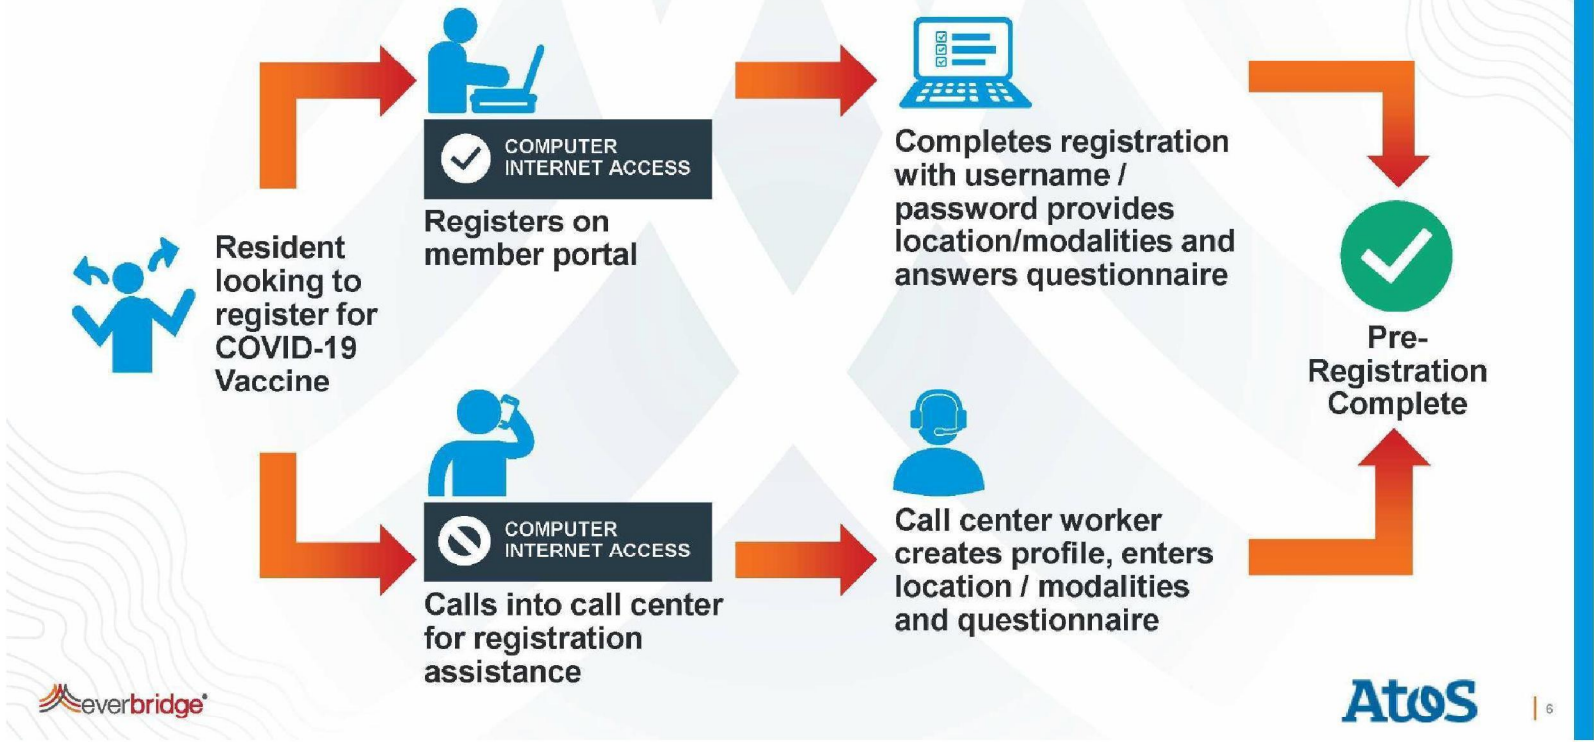 Resident
looking to
register for
COVID-19
Vaccine
COMPUTER
INTERNET ACCESS
Registers on
member portal
Completes registration
with username /
password provides
location/modalities and
answers questionnaire
COMPUTER
INTERNET ACCESS
Calls into call center
for registration
assistance
Call center worker
creates profile, enters
location / modalities
and questionnaire
Pre-
Registration
Complete
everbridge®
Atos
6